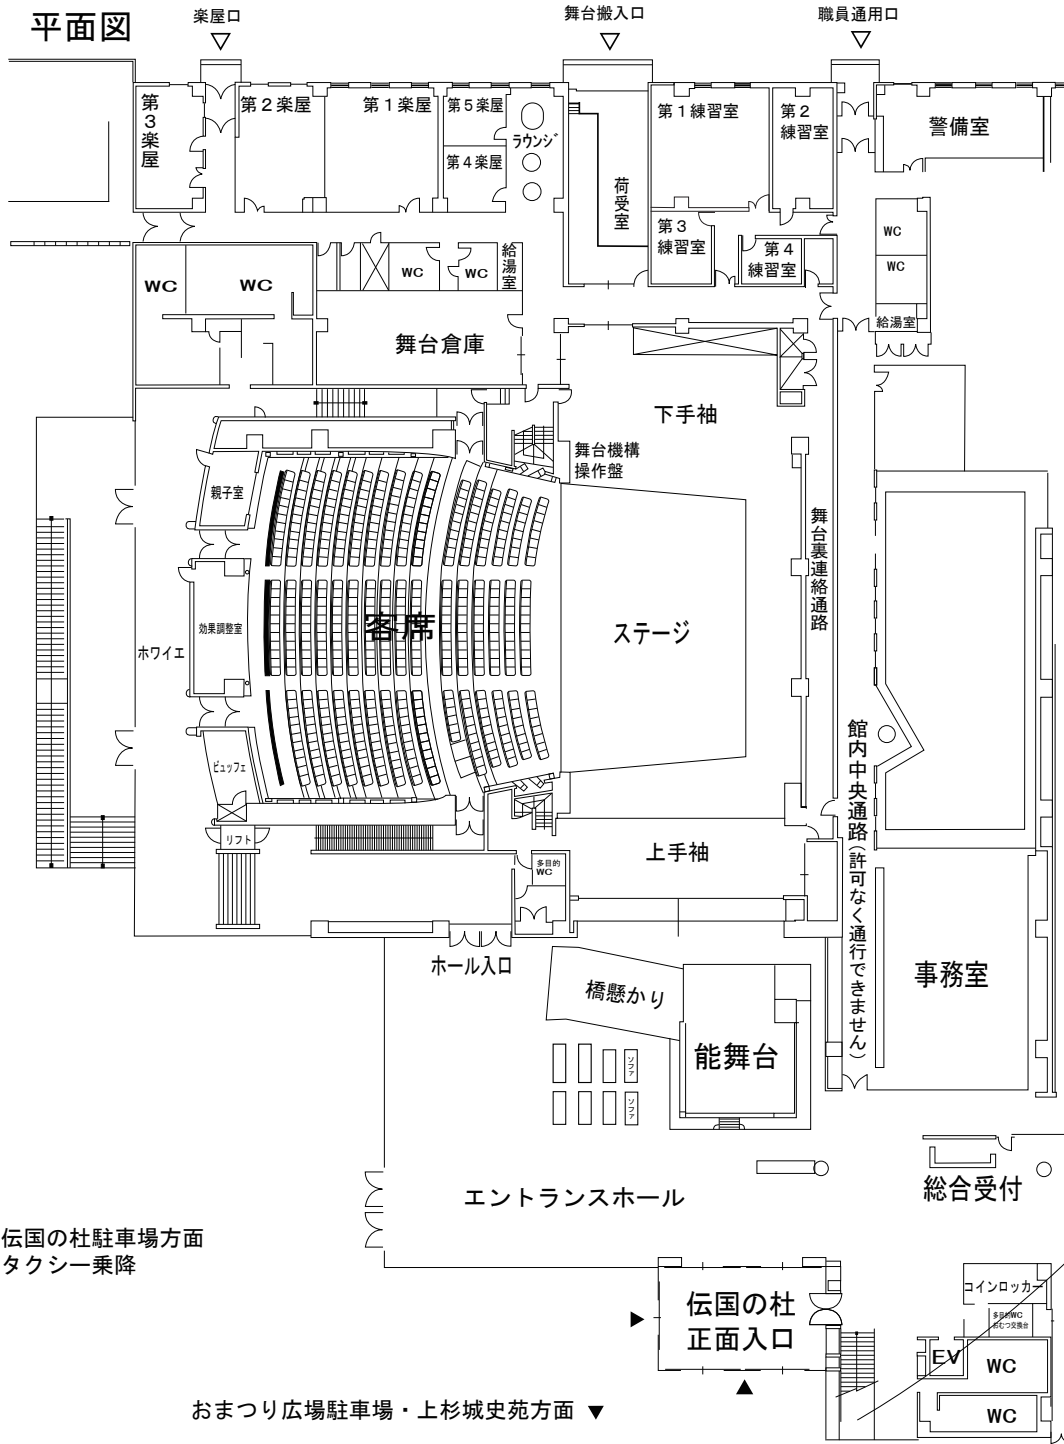 平面図
楽屋口
舞台搬入口
職員通用口
第3楽屋
第2楽屋
第1楽屋
第5楽屋
第4楽屋
ラウンジ
荷受室
第1練習室
第2
練習室
第3
練習室
第4
練習室
警備室
WC
WC
給湯室
WC
WC
WC
WC
給湯室
舞台倉庫
下手袖
舞台機構
操作盤
親子室
効果調整室
ホワイエ
客席
ステージ
舞台裏連絡通路
館内中央通路(許可なく通行できません)
ビュッフェ
リフト
多目的
WC
上手袖
ホール入口
橋懸かり
能舞台
事務室
ソファ
ソファ
エントランスホール
総合受付
伝国の杜駐車場方面
タクシー乗降
伝国の杜
正面入口
コインロッカー
多目的WC
おむつ交換台
EV
WC
WC
おまつり広場駐車場・上杉城史苑方面